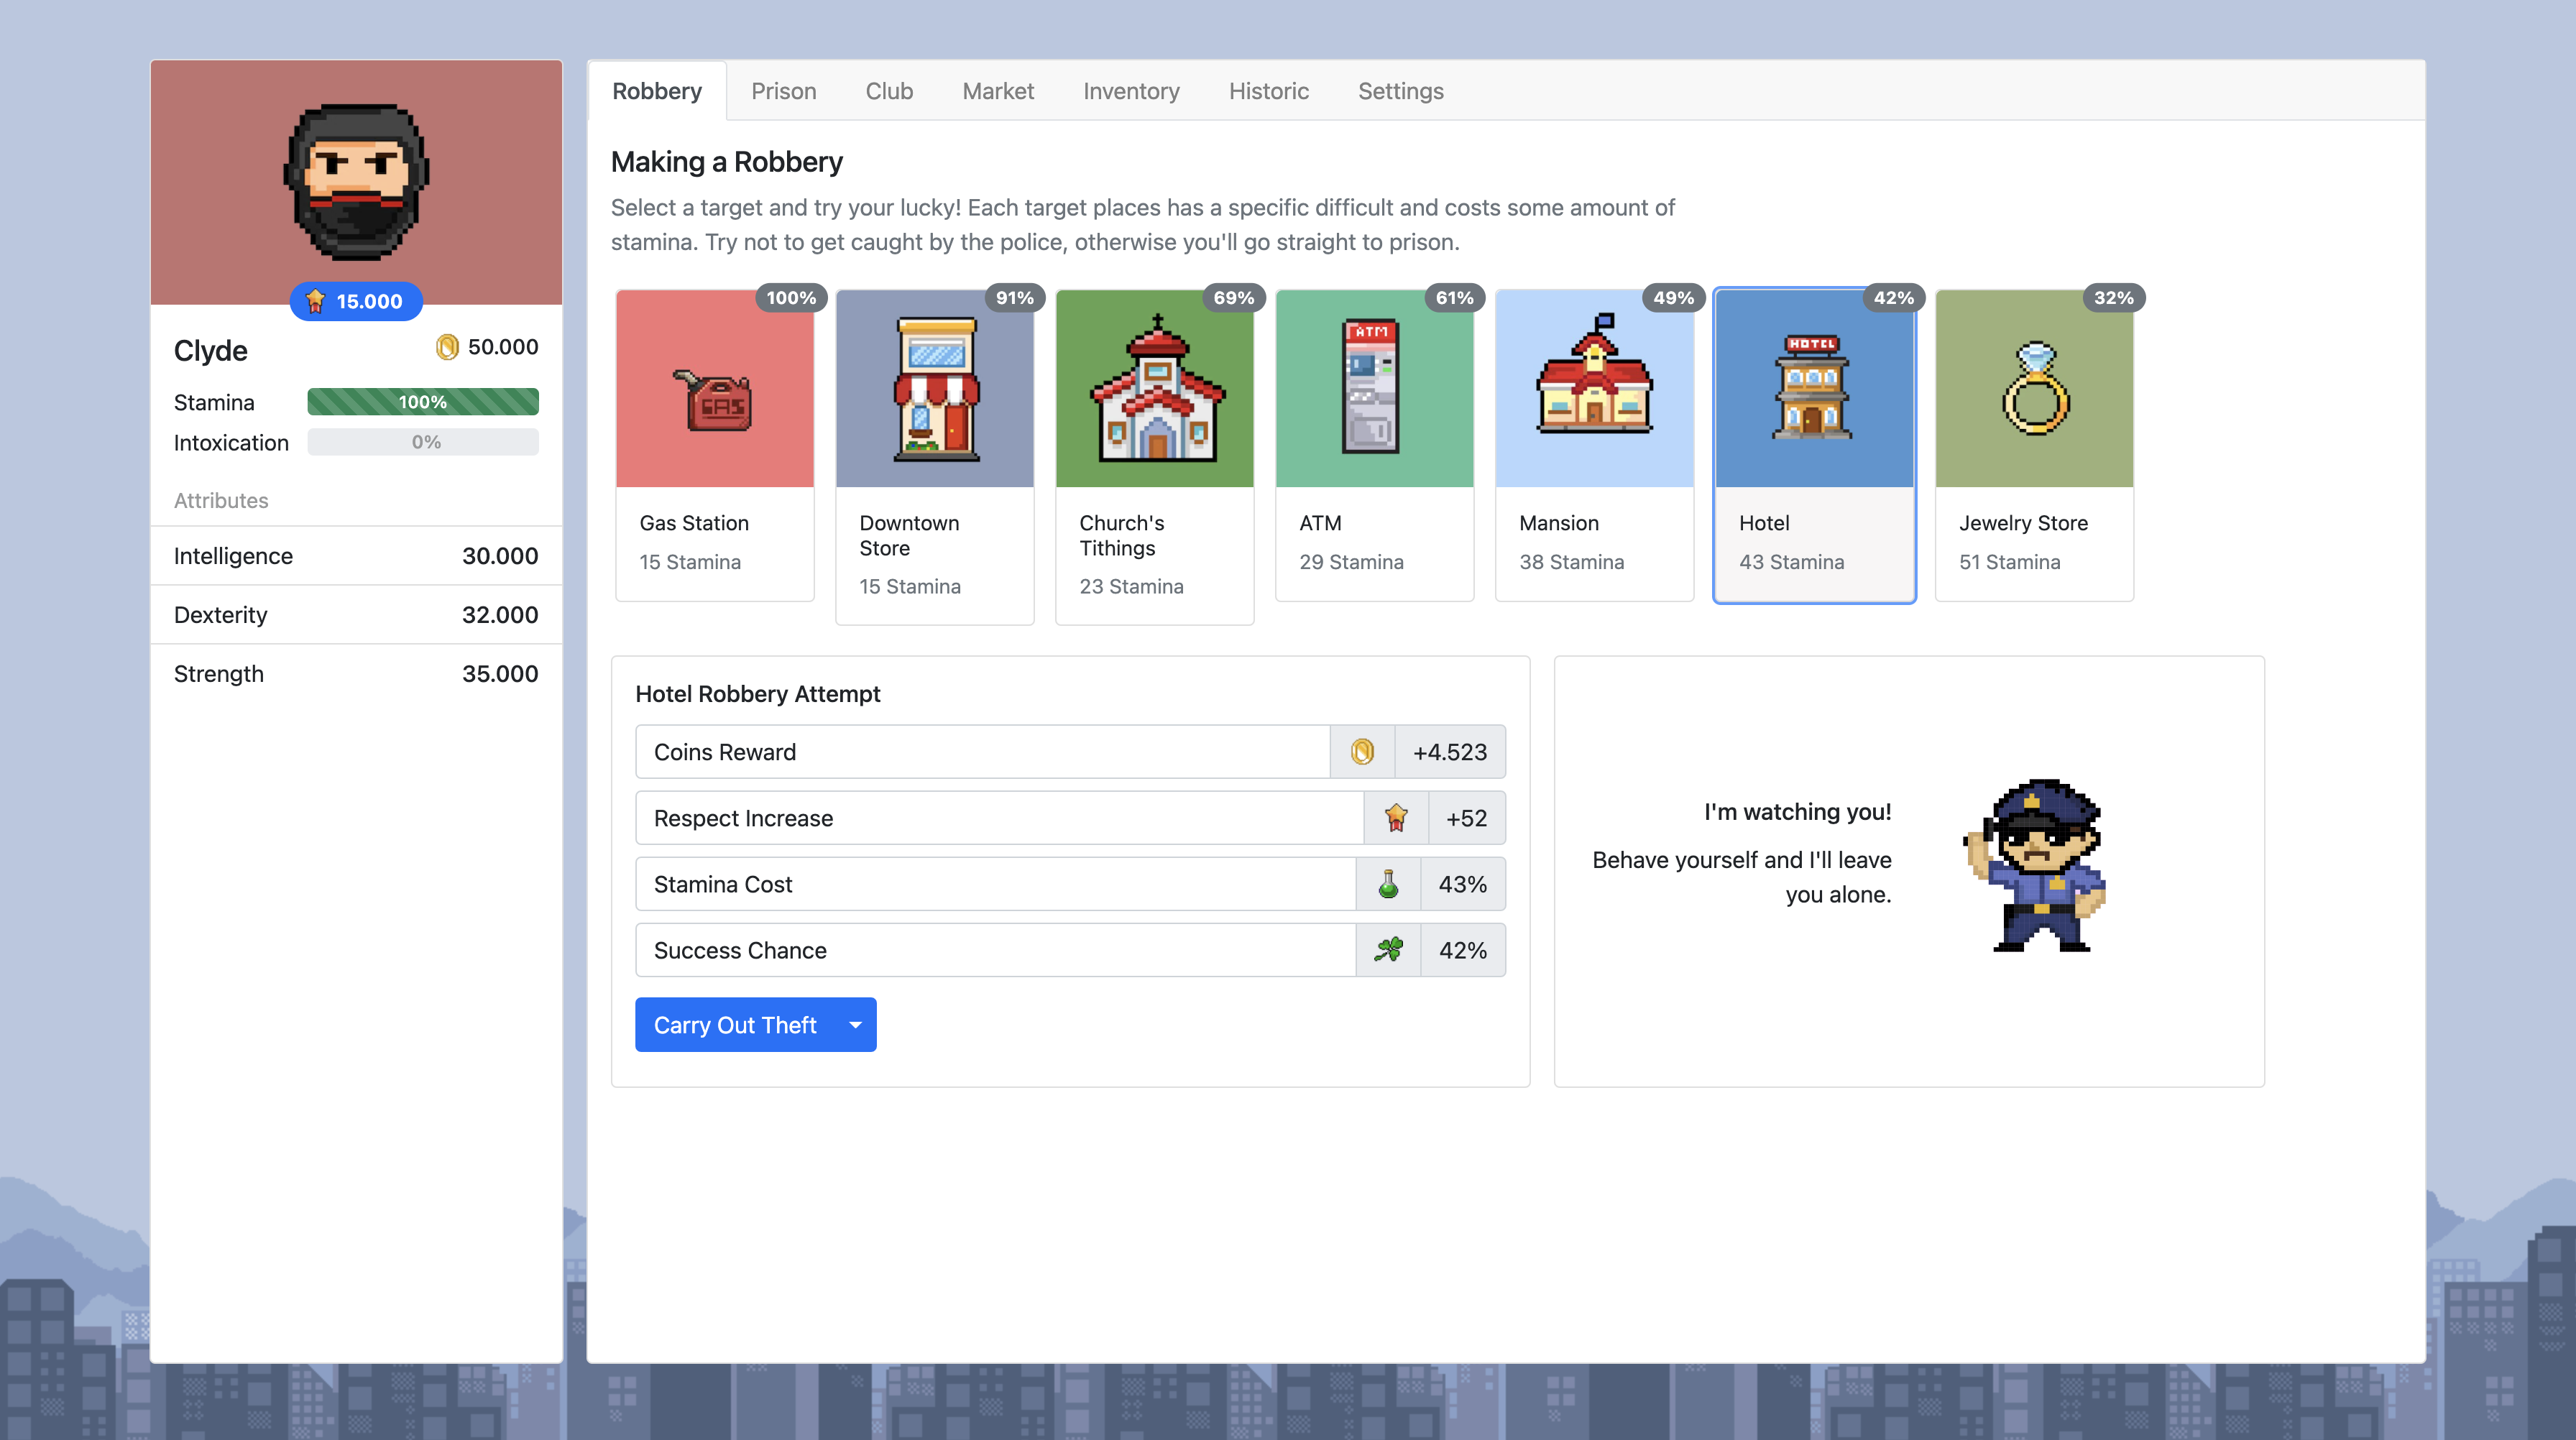 Robbery
Prison
Club
Market
Inventory
Historic
Settings
15.000
Clyde
50.000
Stamina
100%
Intoxication
0%
Attributes
Intelligence
30.000
Dexterity
32.000
Strength
35.000
Making a Robbery
Select a target and try your lucky! Each target places has a specific difficult and costs some amount of
stamina. Try not to get caught by the police, otherwise you'll go straight to prison.
100%
GAS
Gas Station
15 Stamina
91%
Downtown
Store
15 Stamina
69%
Church's
Tithings
23 Stamina
61%
ATM
ATM
29 Stamina
49%
Mansion
38 Stamina
42%
HOTEL
Hotel
43 Stamina
32%
Jewelry Store
51 Stamina
Hotel Robbery Attempt
Coins Reward
+4.523
Respect Increase
+52
Stamina Cost
43%
Success Chance
42%
Carry Out Theft
I'm watching you!
Behave yourself and I'll leave
you alone.